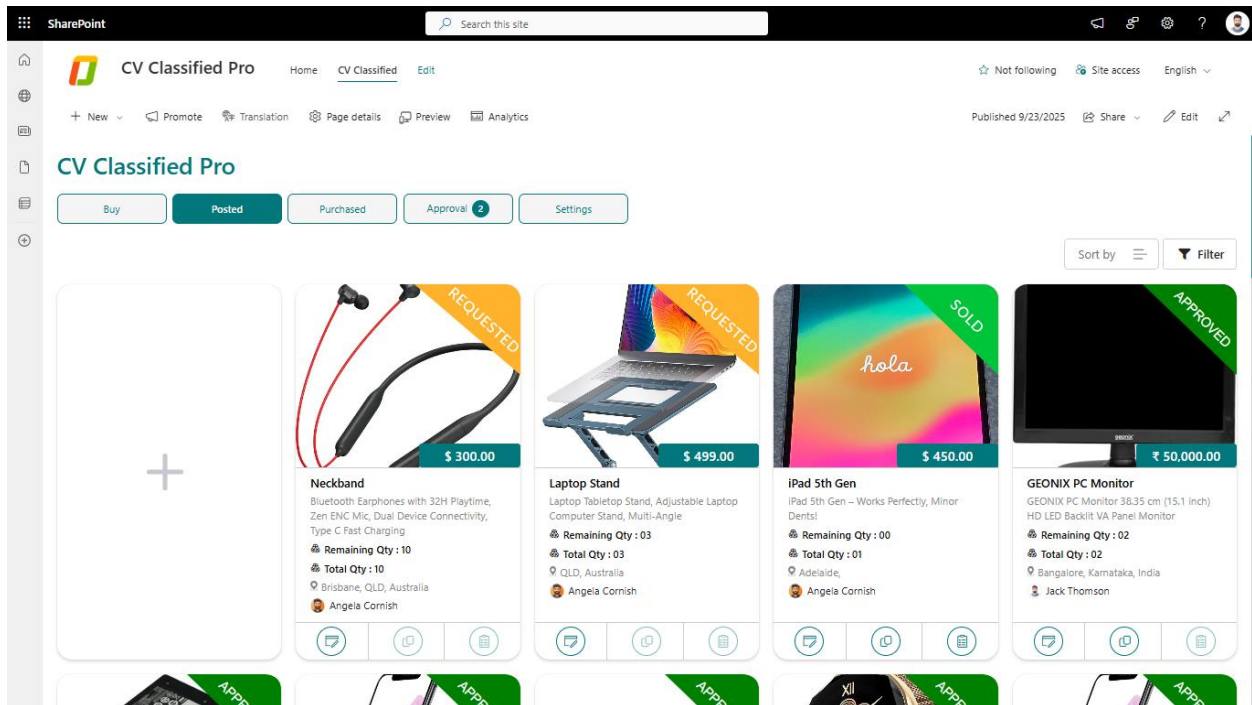 SharePoint
Search this site
?
CV Classified Pro
Home
CV Classified
Edit
Not following
Site access
English
New
Promote
Translation
Page details
Preview
Analytics
Published 9/23/2025
Share
Edit
CV Classified Pro
Buy
Posted
Purchased
Approval 2
Settings
Sort by
Filter
REQUESTED
$ 300.00
Neckband
Bluetooth Earphones with 32H Playtime,
Zen ENC Mic, Dual Device Connectivity,
Type C Fast Charging
Remaining Qty : 10
Total Qty : 10
Brisbane, QLD, Australia
Angela Cornish
REQUESTED
$ 499.00
Laptop Stand
Laptop Tabletop Stand, Adjustable Laptop
Computer Stand, Multi-Angle
Remaining Qty : 03
Total Qty : 03
QLD, Australia
Angela Cornish
SOLD
hola
$ 450.00
iPad 5th Gen
iPad 5th Gen – Works Perfectly, Minor
Dents!
Remaining Qty : 00
Total Qty : 01
Adelaide,
Angela Cornish
APPROVED
GEONIX
₹ 50,000.00
GEONIX PC Monitor
GEONIX PC Monitor 38.35 cm (15.1 inch)
HD LED Backlit VA Panel Monitor
Remaining Qty : 02
Total Qty : 02
Bangalore, Karnataka, India
Jack Thomson
XII